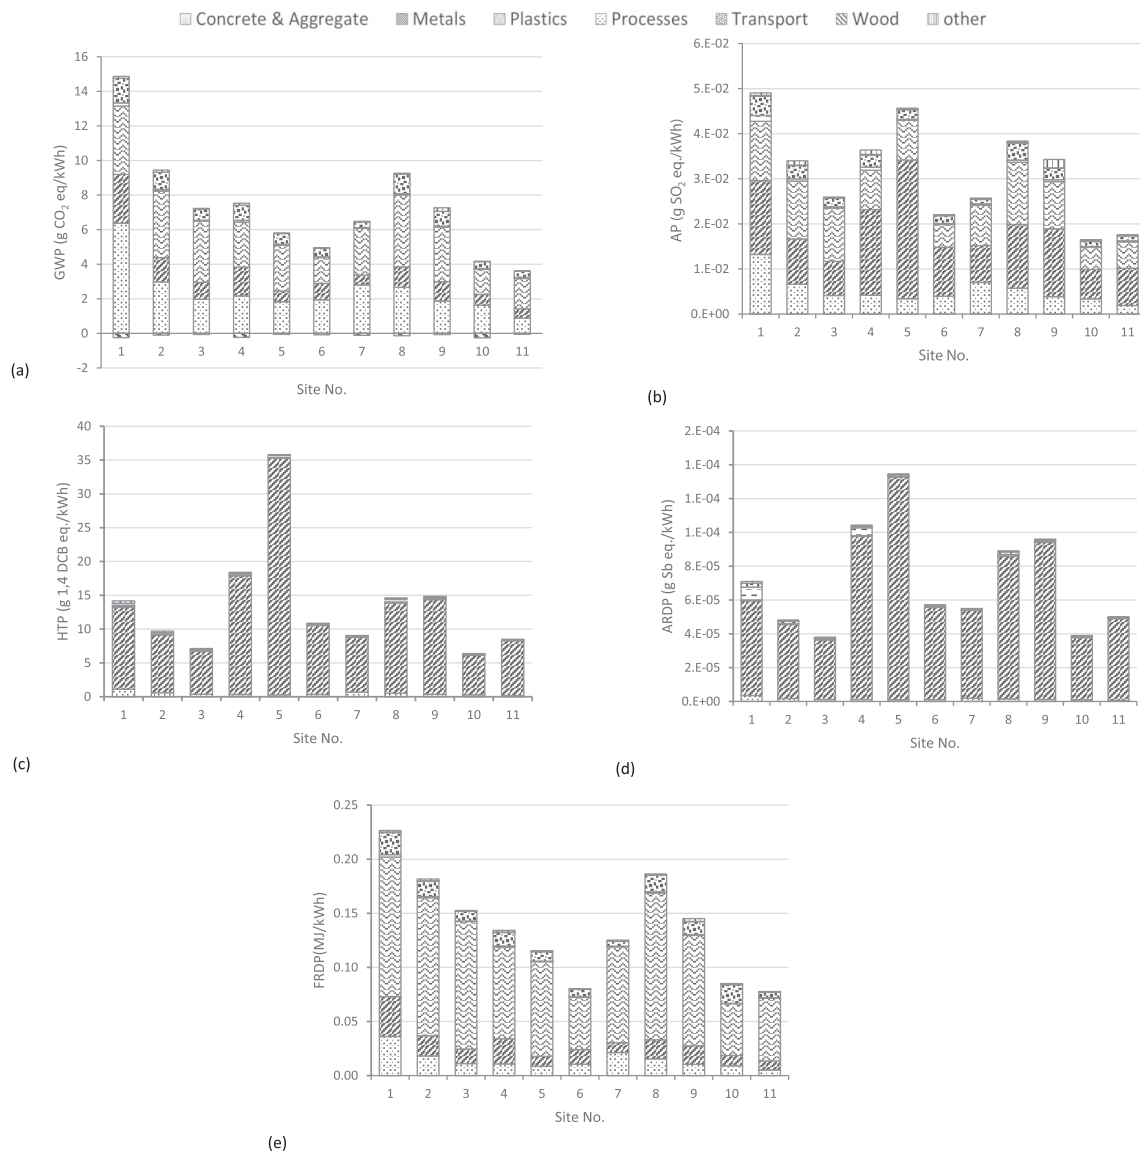 Concrete & Aggregate Metals Plastics Processes Transport Wood other
16
14
12
10
8
6
4
2
0
-2
GWP (g CO2 eq/kWh)
1 2 3 4 5 6 7 8 9 10 11
Site No.
(a)
6.E-02
5.E-02
4.E-02
3.E-02
2.E-02
1.E-02
0.E+00
AP (g SO2 eq./kWh)
1 2 3 4 5 6 7 8 9 10 11
Site No.
(b)
40
35
30
25
20
15
10
5
0
HTP (g 1,4 DCB eq./kWh)
1 2 3 4 5 6 7 8 9 10 11
Site No.
(c)
2.E-04
1.E-04
1.E-04
1.E-04
8.E-05
6.E-05
4.E-05
2.E-05
0.E+00
ARDP (g Sb eq./kWh)
1 2 3 4 5 6 7 8 9 10 11
Site No.
(d)
0.25
0.20
0.15
0.10
0.05
0.00
FRDP(MJ/kWh)
1 2 3 4 5 6 7 8 9 10 11
Site No.
(e)